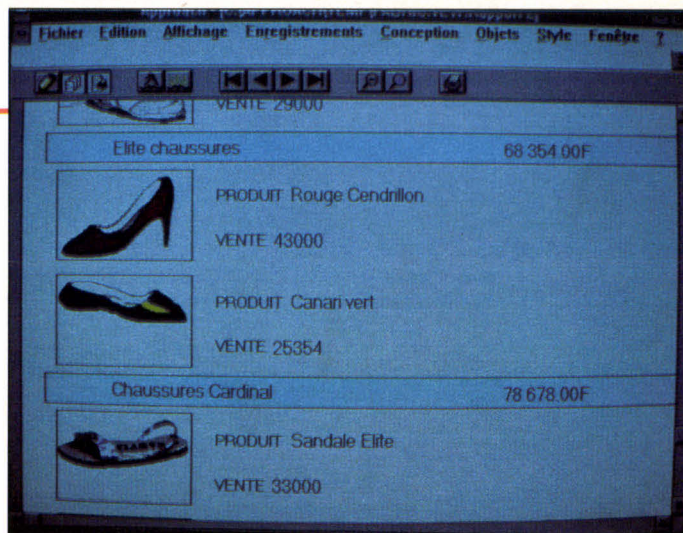 Fichier Edition Affichage Enregistrements Conception Objets Style Fenêtre ?
VENTE 29000
Elite chaussures 68 354.00F
PRODUIT Rouge Cendrillon
VENTE 43000
PRODUIT Canari vert
VENTE 25354
Chaussures Cardinal 78 678.00F
PRODUIT Sandale Elite
VENTE 33000